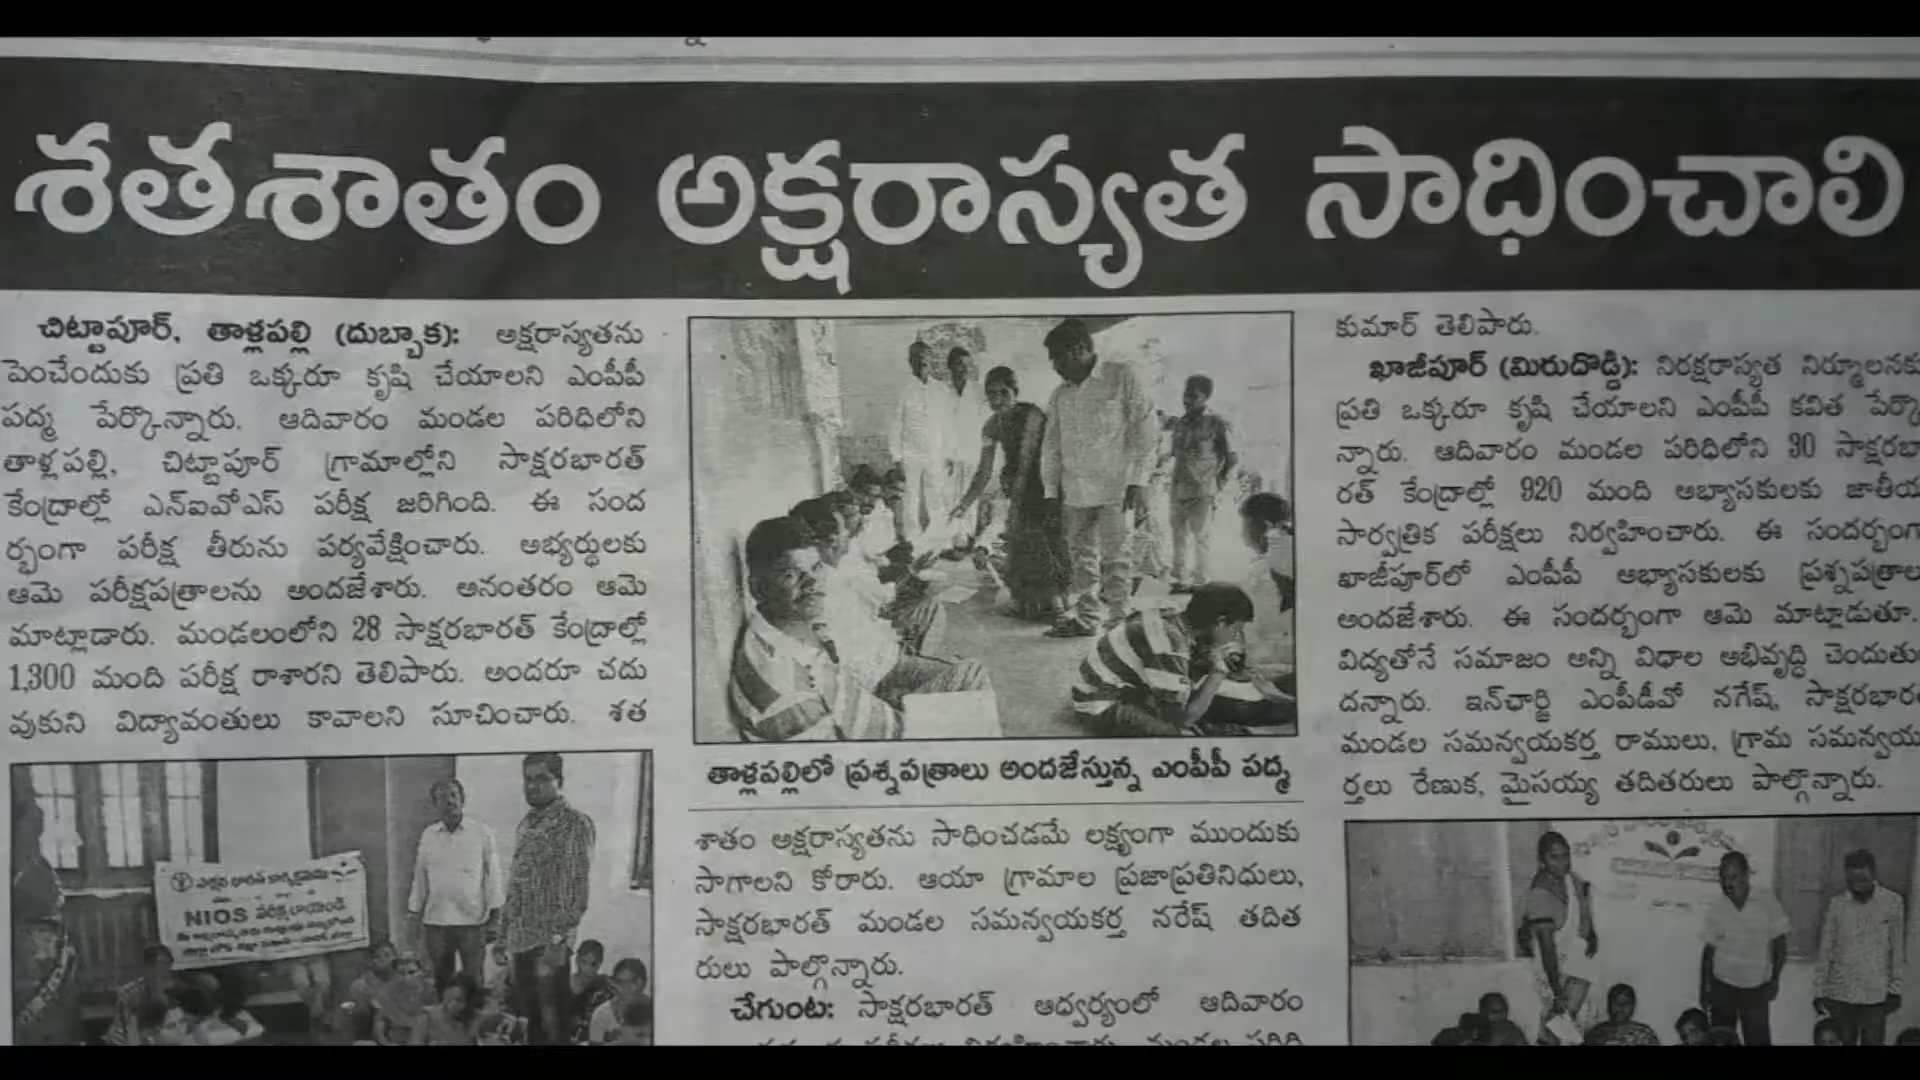 శతశాతం అక్షరాస్యత సాధించాలి
చిట్టాపూర్, తాళ్లపల్లి (దుబ్బాక): అక్షరాస్యతను
పెంచేందుకు ప్రతి ఒక్కరూ కృషి చేయాలని ఎంపీపీ
పద్మ పేర్కొన్నారు. ఆదివారం మండల పరిధిలోని
తాళ్లపల్లి, చిట్టాపూర్ గ్రామాల్లోని సాక్షరభారత్
కేంద్రాల్లో ఎన్ఐవోఎస్ పరీక్ష జరిగింది. ఈ సంద
ర్భంగా పరీక్ష తీరును పర్యవేక్షించారు. అభ్యర్థులకు
ఆమె పరీక్షపత్రాలను అందజేశారు. అనంతరం ఆమె
మాట్లాడారు. మండలంలోని 28 సాక్షరభారత్ కేంద్రాల్లో
1,300 మంది పరీక్ష రాశారని తెలిపారు. అందరూ చదు
వుకుని విద్యావంతులు కావాలని సూచించారు. శత
NIOS
తాళ్లపల్లిలో ప్రశ్నపత్రాలు అందజేస్తున్న ఎంపీపీ పద్మ
శాతం అక్షరాస్యతను సాధించడమే లక్ష్యంగా ముందుకు
సాగాలని కోరారు. ఆయా గ్రామాల ప్రజాప్రతినిధులు,
సాక్షరభారత్ మండల సమన్వయకర్త నరేష్ తదిత
రులు పాల్గొన్నారు.
చేగుంట: సాక్షరభారత్ ఆధ్వర్యంలో ఆదివారం
కుమార్ తెలిపారు.
ఖాజీపూర్ (మిరుదొడ్డి): నిరక్షరాస్యత నిర్మూలనకు
ప్రతి ఒక్కరూ కృషి చేయాలని ఎంపీపీ కవిత పేర్కొ
న్నారు. ఆదివారం మండల పరిధిలోని 30 సాక్షరభా
రత్ కేంద్రాల్లో 920 మంది అభ్యాసకులకు జాతీయ
సార్వత్రిక పరీక్షలు నిర్వహించారు. ఈ సందర్భంగా
ఖాజీపూర్‌లో ఎంపీపీ అభ్యాసకులకు ప్రశ్నపత్రాల
అందజేశారు. ఈ సందర్భంగా ఆమె మాట్లాడుతూ..
విద్యతోనే సమాజం అన్ని విధాల అభివృద్ధి చెందుతు
దన్నారు. ఇన్‌ఛార్జి ఎంపీడీవో నగేష్, సాక్షరభార
మండల సమన్వయకర్త రాములు, గ్రామ సమన్వయ
ర్తలు రేణుక, మైసయ్య తదితరులు పాల్గొన్నారు.